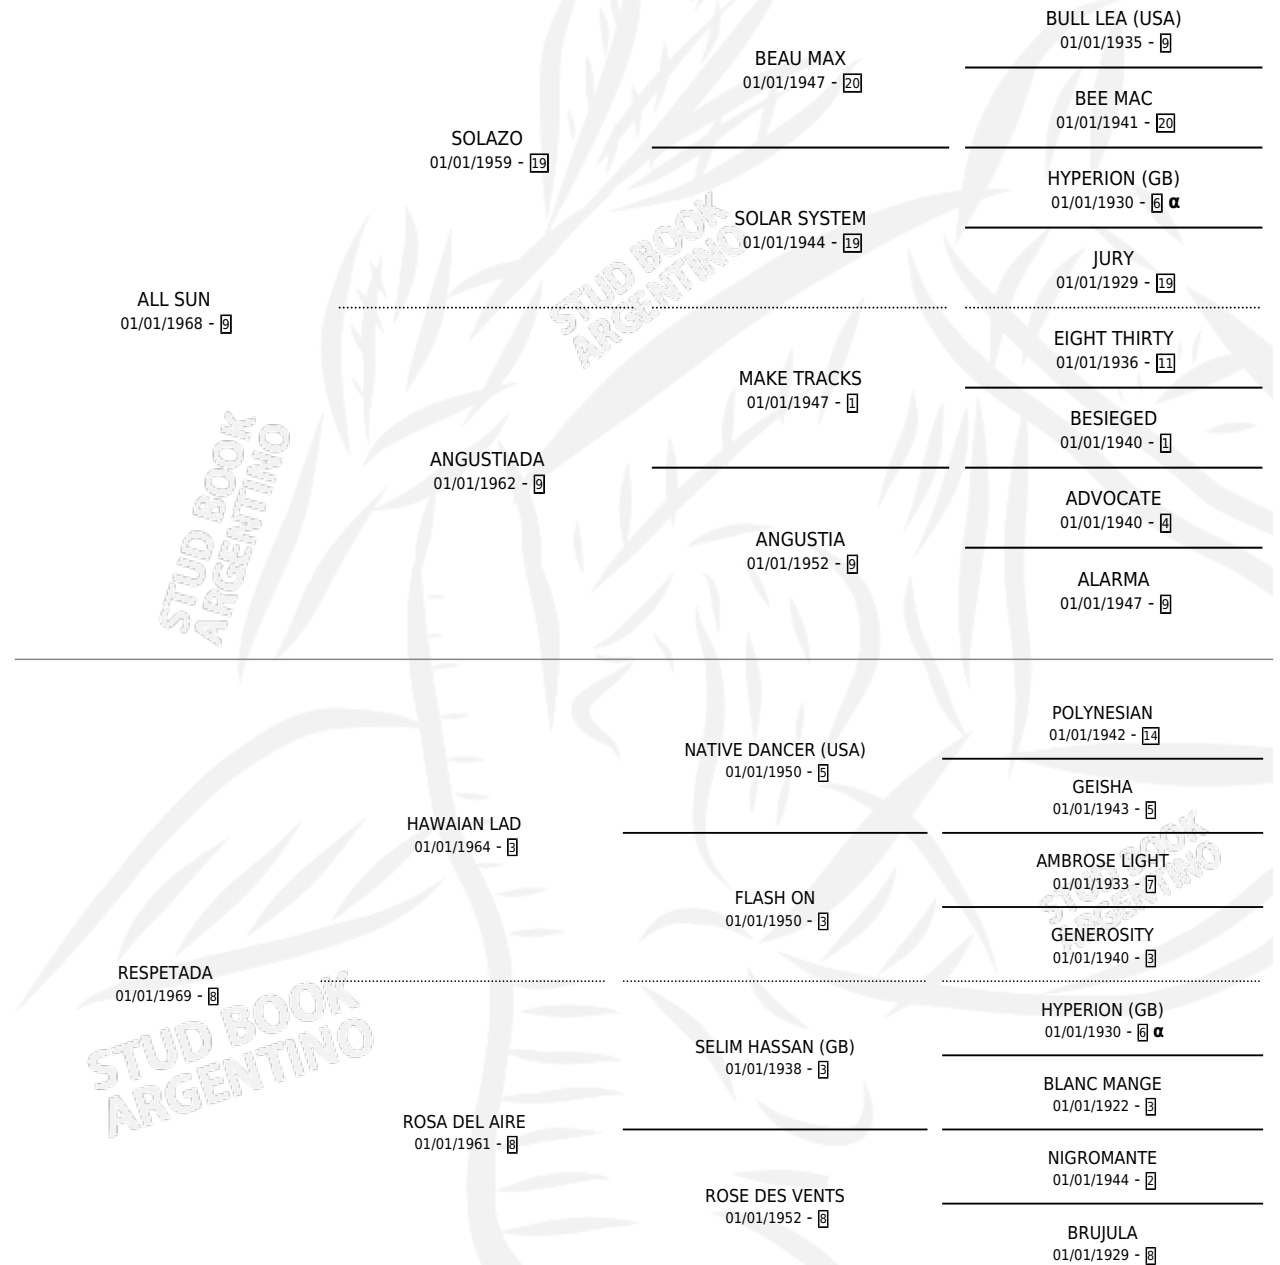 BULL LEA (USA)
01/01/1935 - 9
BEAU MAX
01/01/1947 - 20
BEE MAC
01/01/1941 - 20
SOLAZO
01/01/1959 - 19
HYPERION (GB)
01/01/1930 - 6 α
SOLAR SYSTEM
01/01/1944 - 19
JURY
01/01/1929 - 19
ALL SUN
01/01/1968 - 9
EIGHT THIRTY
01/01/1936 - 11
MAKE TRACKS
01/01/1947 - 1
BESIEGED
01/01/1940 - 1
ANGUSTIADA
01/01/1962 - 9
ADVOCATE
01/01/1940 - 4
ANGUSTIA
01/01/1952 - 9
ALARMA
01/01/1947 - 9
STUD BOOK
ARGENTINO
STUD BOOK
ARGENTINO
POLYNESIAN
01/01/1942 - 14
NATIVE DANCER (USA)
01/01/1950 - 5
GEISHA
01/01/1943 - 5
HAWAIAN LAD
01/01/1964 - 3
AMBROSE LIGHT
01/01/1933 - 7
FLASH ON
01/01/1950 - 3
GENEROSITY
01/01/1940 - 3
RESPETADA
01/01/1969 - 8
HYPERION (GB)
01/01/1930 - 6 α
SELIM HASSAN (GB)
01/01/1938 - 3
BLANC MANGE
01/01/1922 - 3
ROSA DEL AIRE
01/01/1961 - 8
NIGROMANTE
01/01/1944 - 2
ROSE DES VENTS
01/01/1952 - 8
BRUJULA
01/01/1929 - 8
STUD BOOK
ARGENTINO
STUD BOOK
ARGENTINO